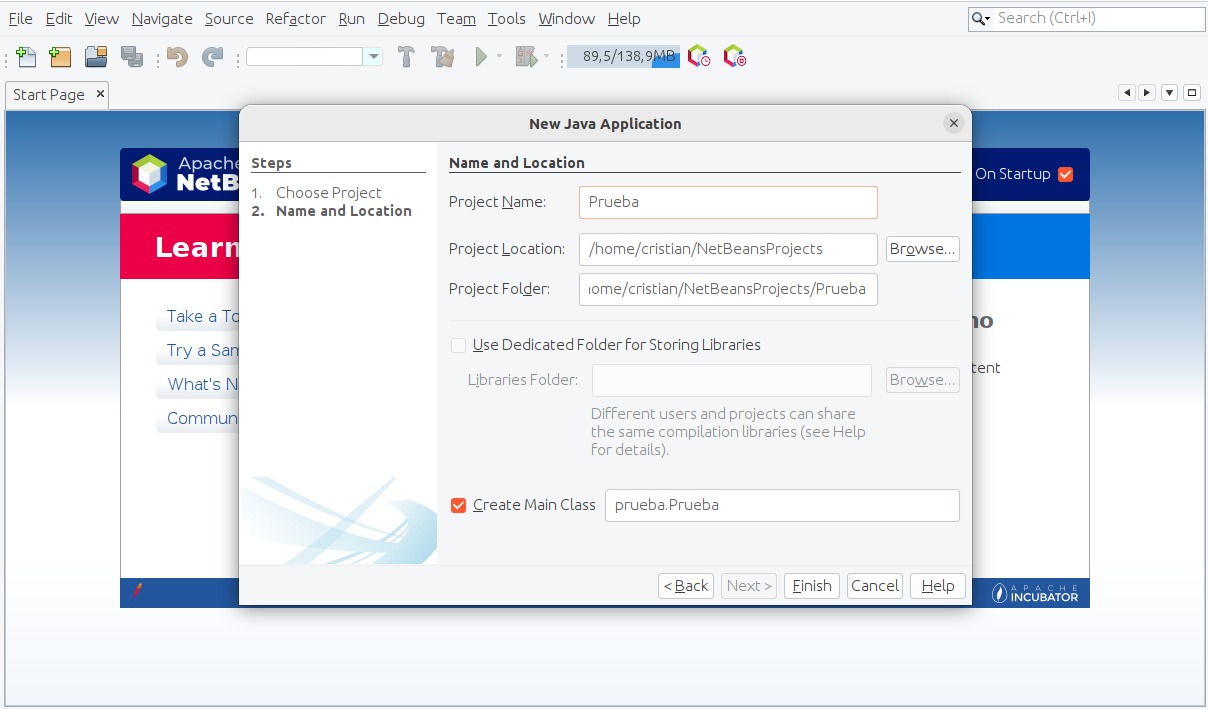 File Edit View Navigate Source Refactor Run Debug Team Tools Window Help
Search (Ctrl+I)
89,5/138,9MB
Start Page
New Java Application
Steps
1. Choose Project
2. Name and Location
Name and Location
Project Name: Prueba
Project Location: /home/cristian/NetBeansProjects Browse...
Project Folder: home/cristian/NetBeansProjects/Prueba
Use Dedicated Folder for Storing Libraries
Libraries Folder: Browse...
Different users and projects can share
the same compilation libraries (see Help
for details).
Create Main Class prueba.Prueba
< Back Next > Finish Cancel Help
Apache
NetB
On Startup
Learn
Take a To
Try a Sam
What's N
Commun
no
tent
APACHE
INCUBATOR